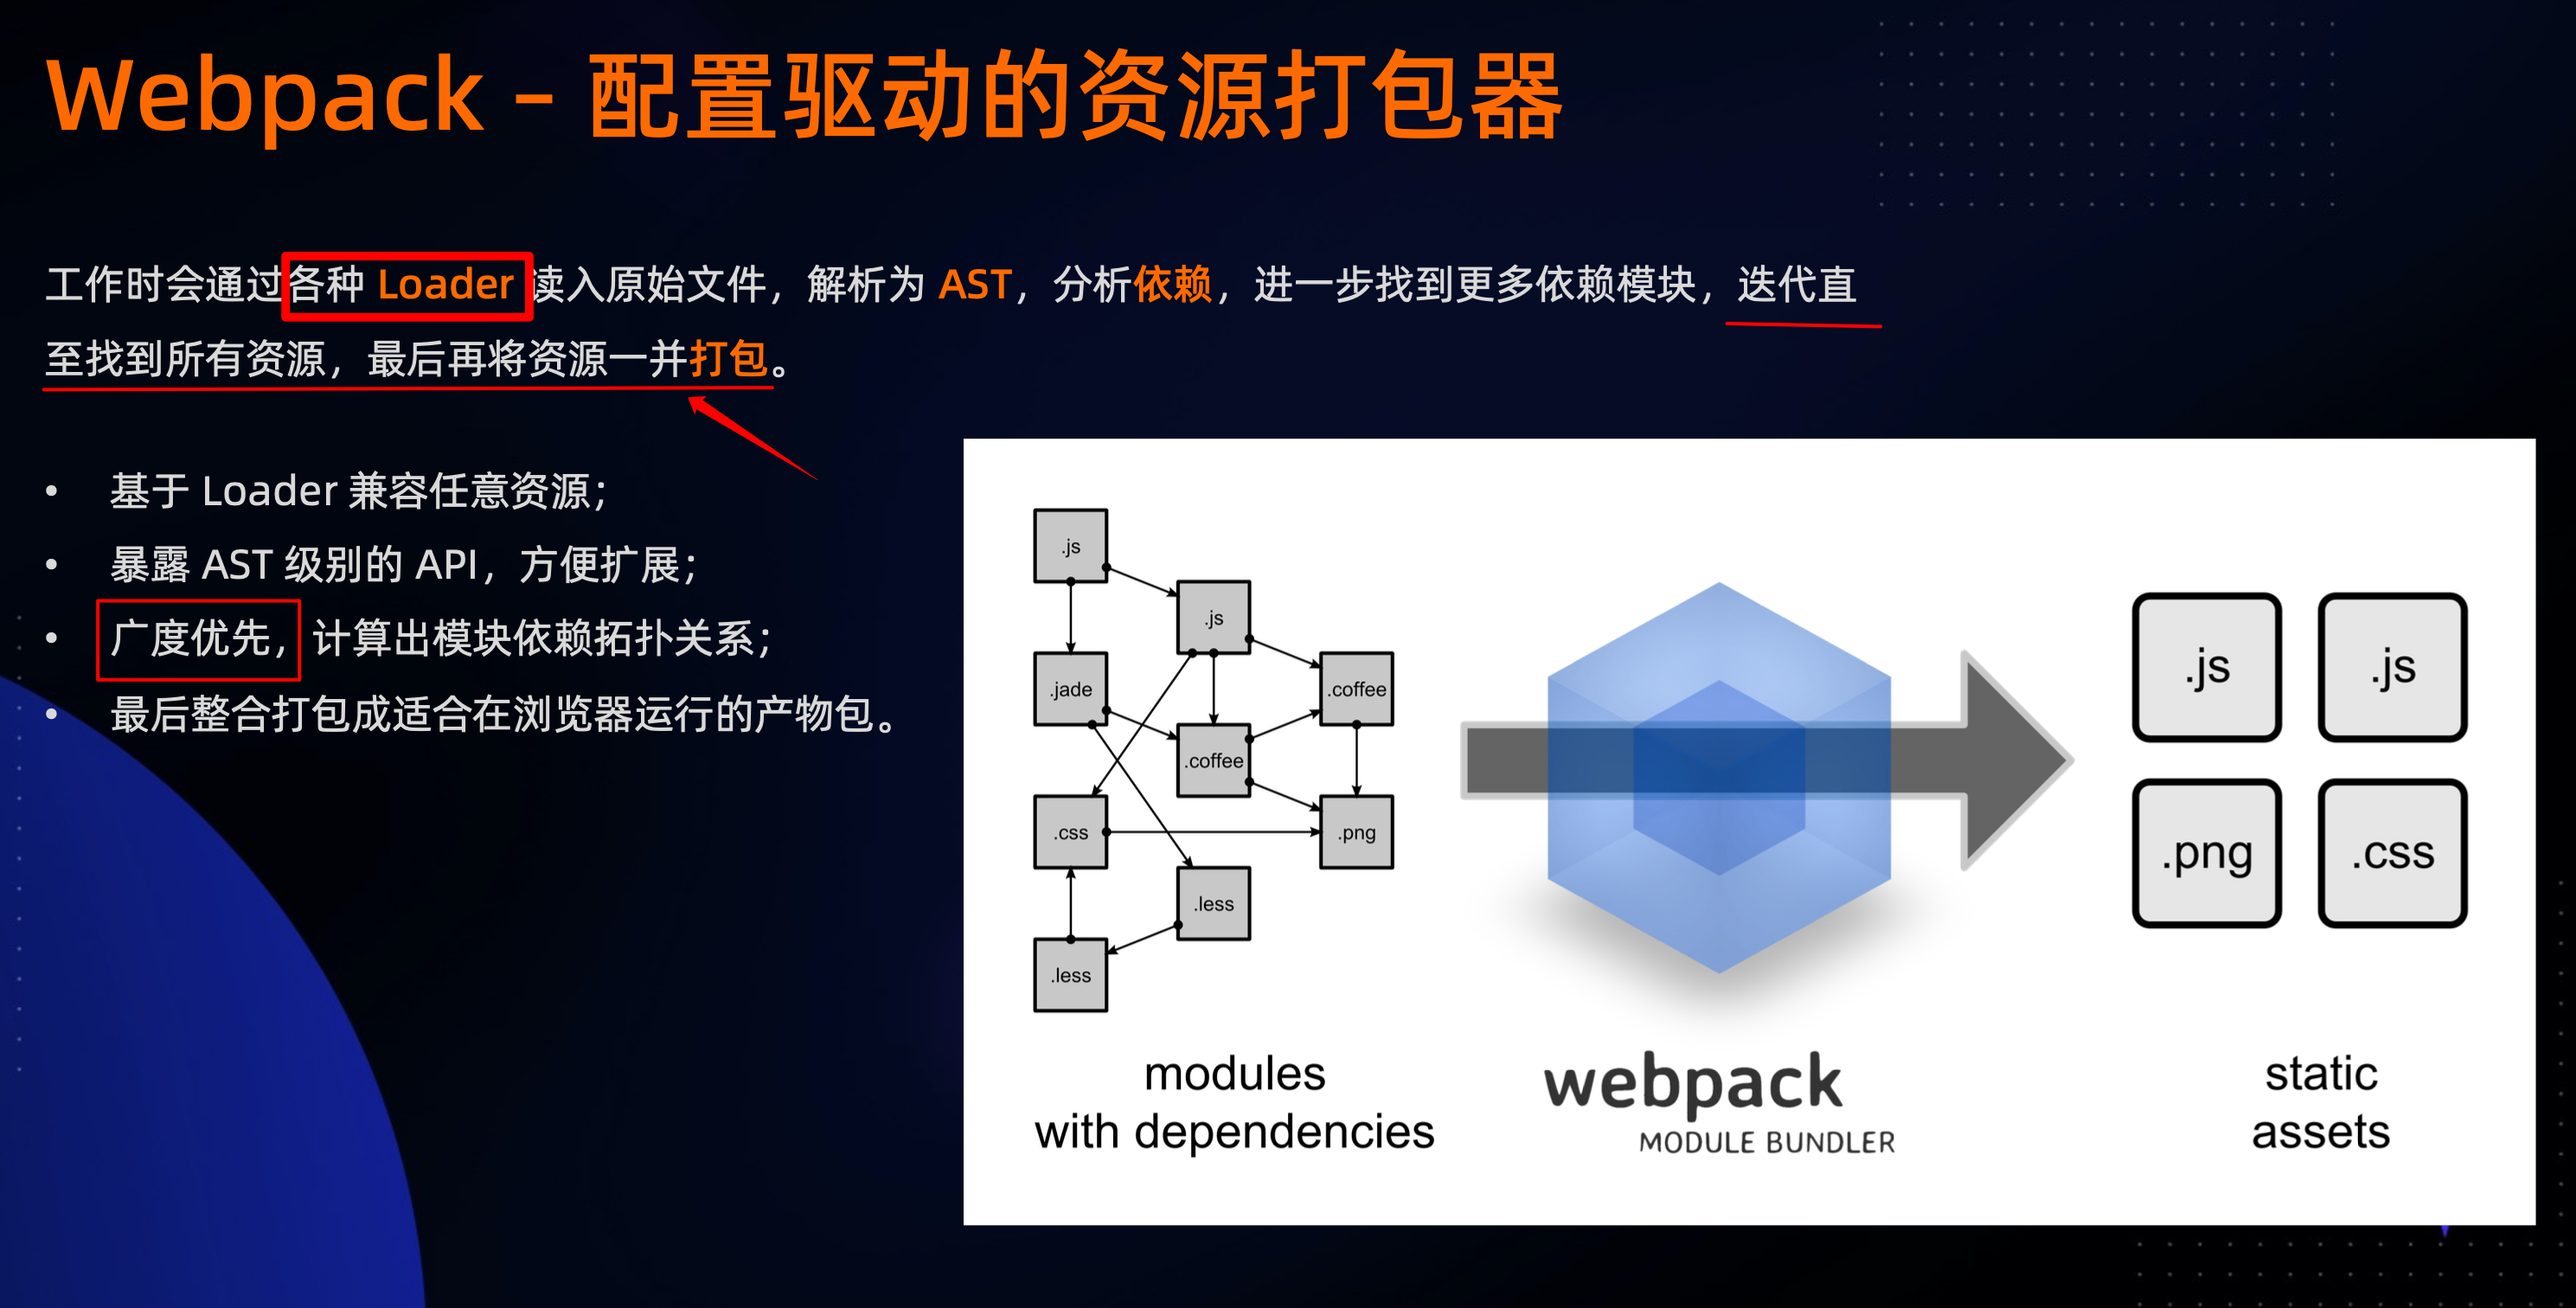 Webpack – 配置驱动的资源打包器
工作时会通过各种 Loader 读入原始文件，解析为 AST，分析依赖，进一步找到更多依赖模块，迭代直
至找到所有资源，最后再将资源一并打包。
• 基于 Loader 兼容任意资源；
• 暴露 AST 级别的 API，方便扩展；
• 广度优先，计算出模块依赖拓扑关系；
• 最后整合打包成适合在浏览器运行的产物包。
.js
.js
.jade
.coffee
.coffee
.css
.png
.less
.less
modules
with dependencies
webpack
MODULE BUNDLER
.js
.js
.png
.css
static
assets